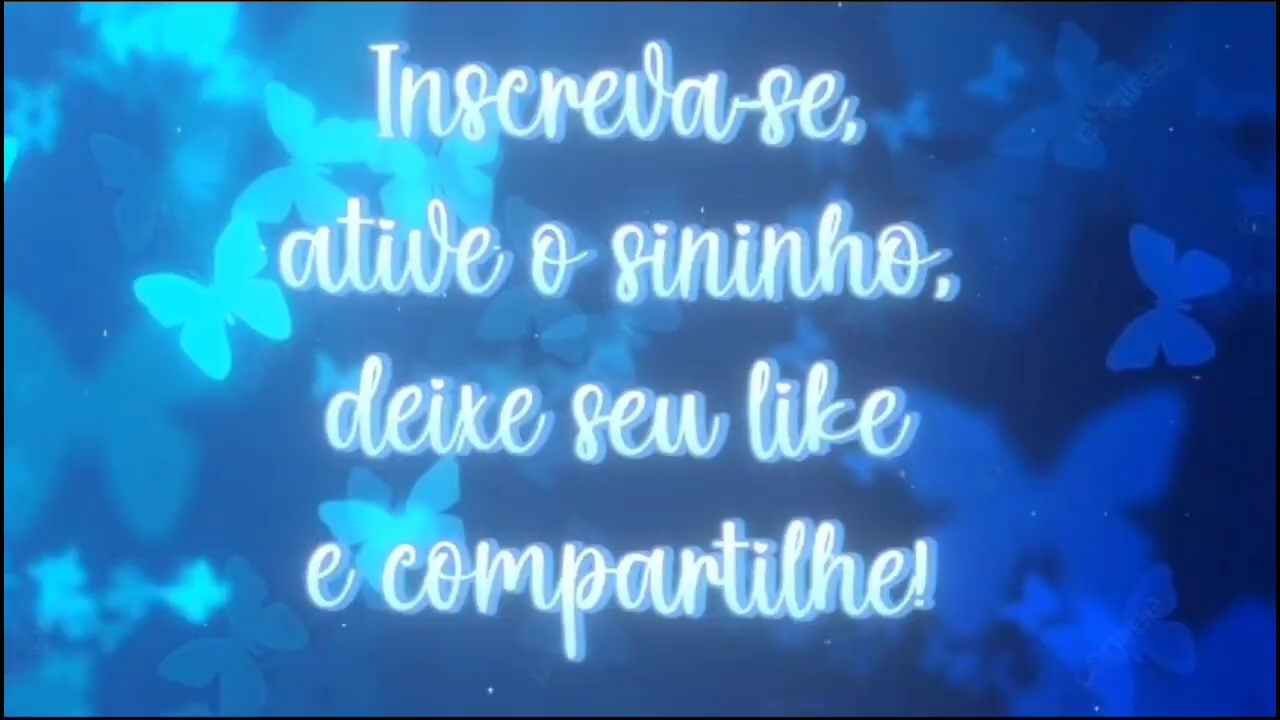 Inscreva-se,
ative o sininho,
deixe seu like
e compartilhe!